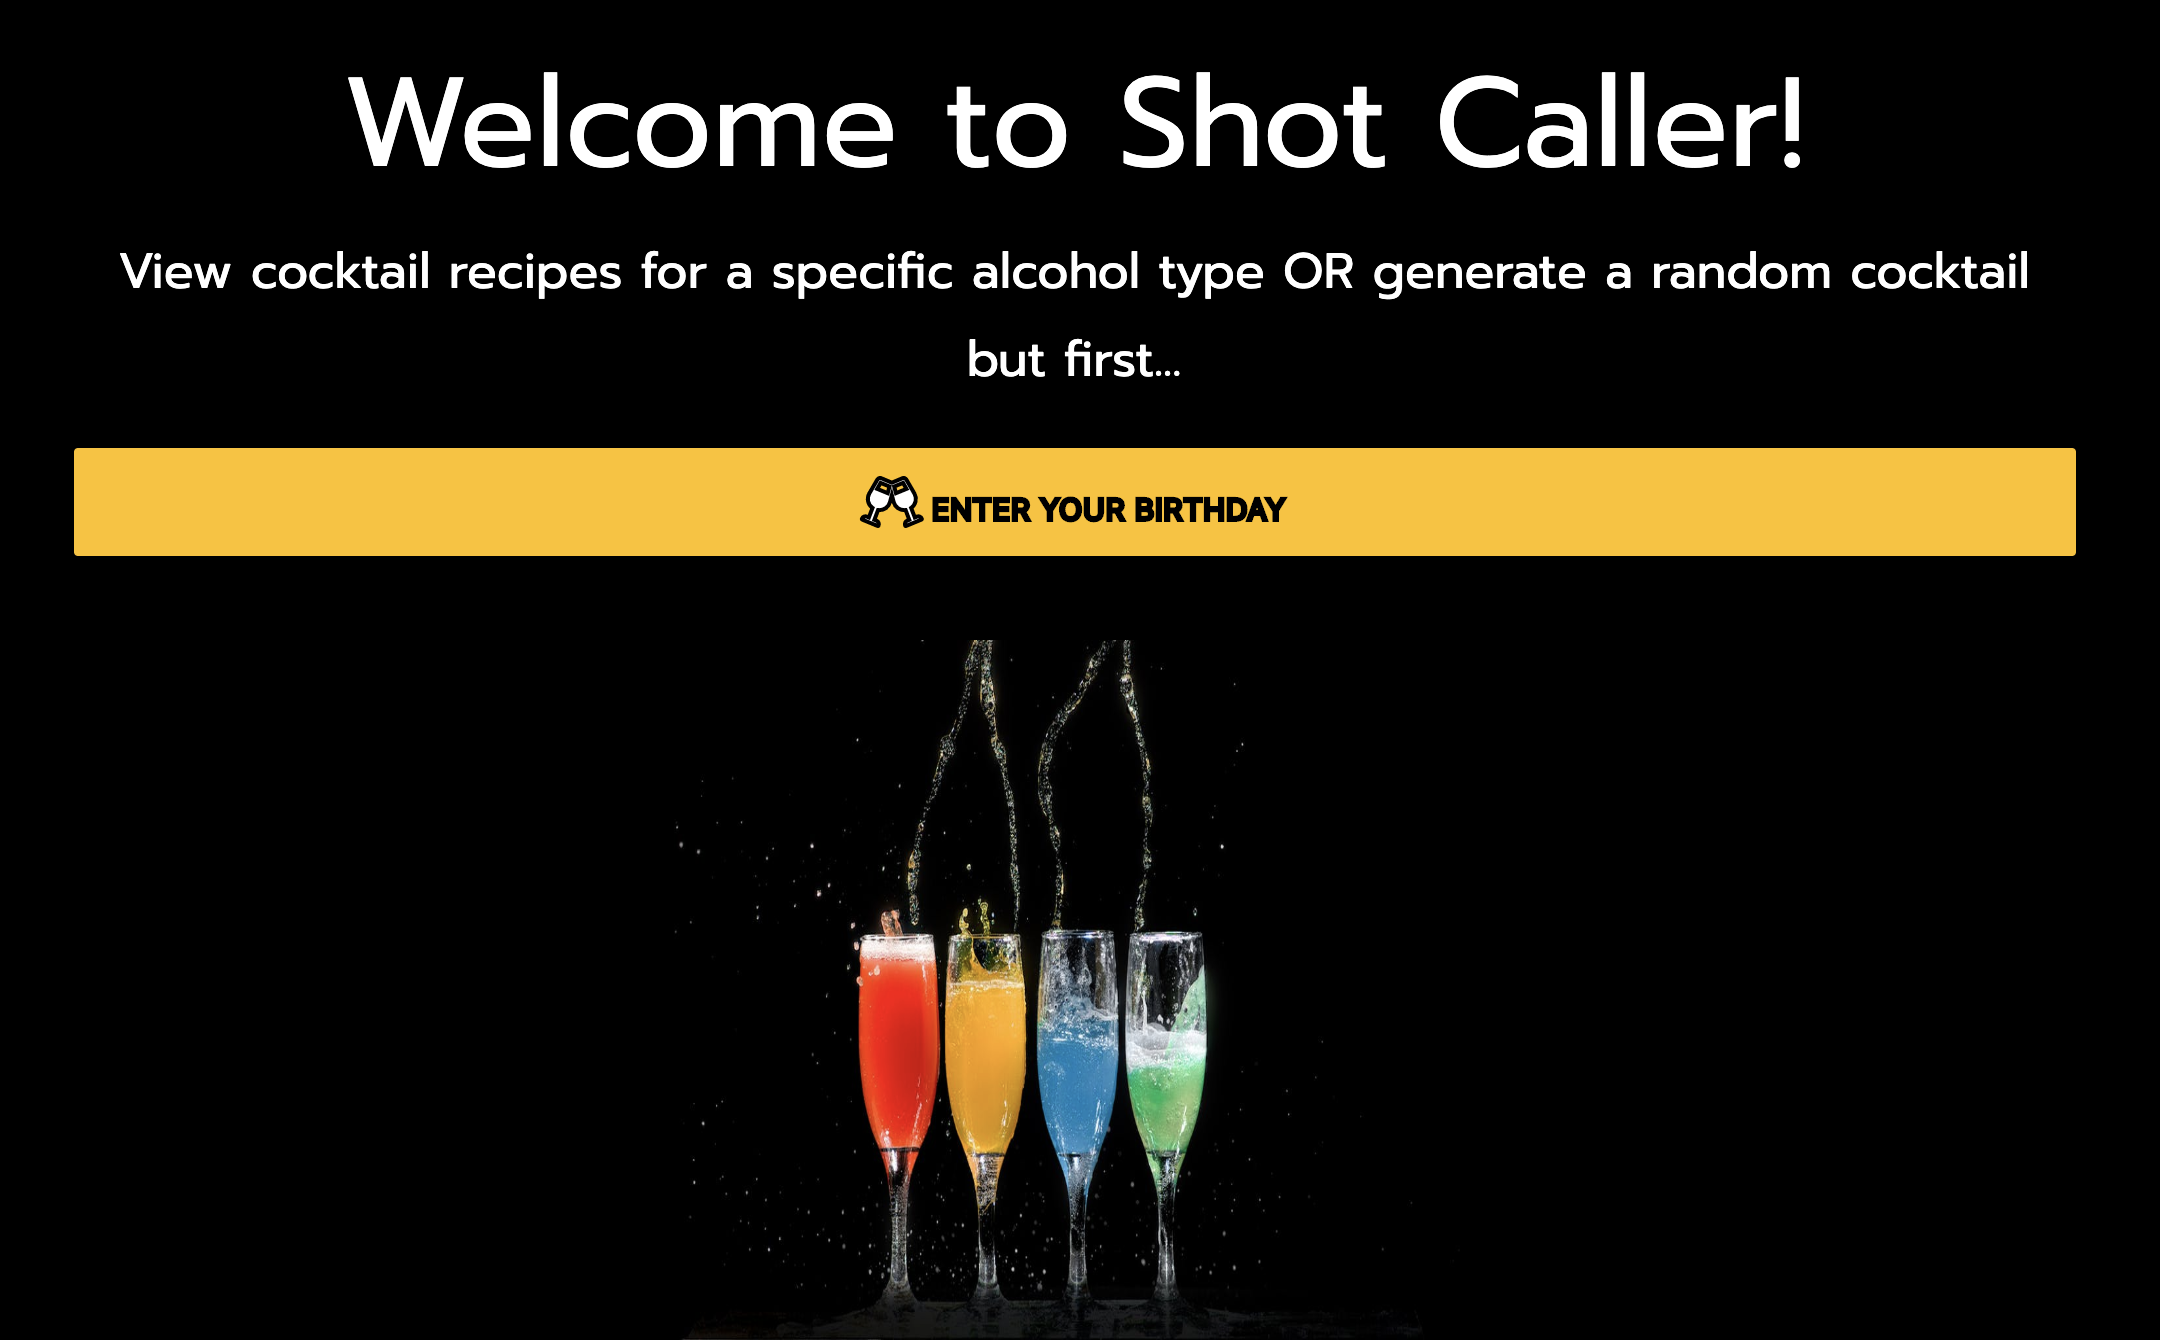 Welcome to Shot Caller!
View cocktail recipes for a specific alcohol type OR generate a random cocktail
but first...
ENTER YOUR BIRTHDAY